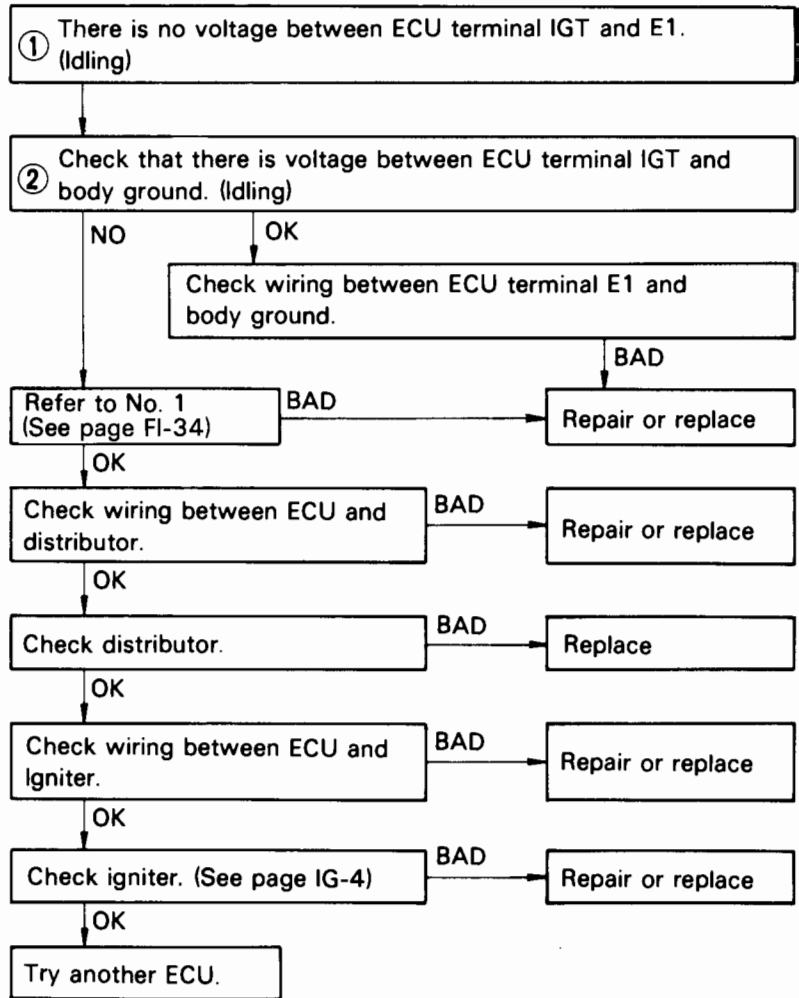 ① There is no voltage between ECU terminal IGT and E1.
(Idling)
② Check that there is voltage between ECU terminal IGT and
body ground. (Idling)
NO
OK
Check wiring between ECU terminal E1 and
body ground.
BAD
Refer to No. 1
(See page FI-34)
BAD
Repair or replace
OK
Check wiring between ECU and
distributor.
BAD
Repair or replace
OK
Check distributor.
BAD
Replace
OK
Check wiring between ECU and
Igniter.
BAD
Repair or replace
OK
Check igniter. (See page IG-4)
BAD
Repair or replace
OK
Try another ECU.